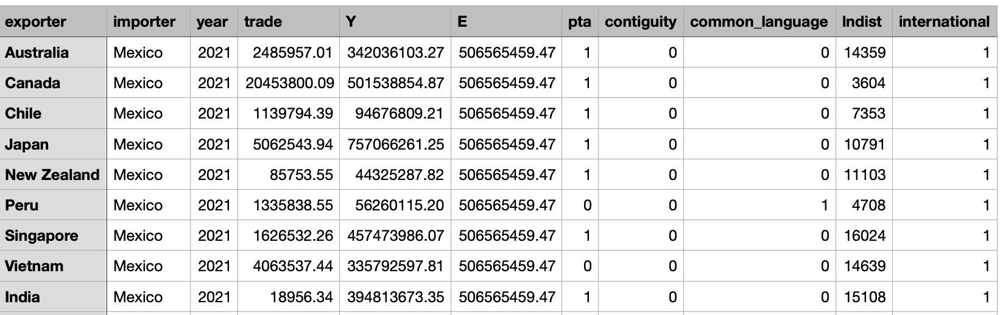 exporter importer year trade Y E pta contiguity common_language lndist international
Australia Mexico 2021 2485957.01 342036103.27 506565459.47 1 0 0 14359 1
Canada Mexico 2021 20453800.09 501538854.87 506565459.47 1 0 0 3604 1
Chile Mexico 2021 1139794.39 94676809.21 506565459.47 1 0 0 7353 1
Japan Mexico 2021 5062543.94 757066261.25 506565459.47 1 0 0 10791 1
New Zealand Mexico 2021 85753.55 44325287.82 506565459.47 1 0 0 11103 1
Peru Mexico 2021 1335838.55 56260115.20 506565459.47 0 0 1 4708 1
Singapore Mexico 2021 1626532.26 457473986.07 506565459.47 1 0 0 16024 1
Vietnam Mexico 2021 4063537.44 335792597.81 506565459.47 0 0 0 14639 1
India Mexico 2021 18956.34 394813673.35 506565459.47 1 0 0 15108 1